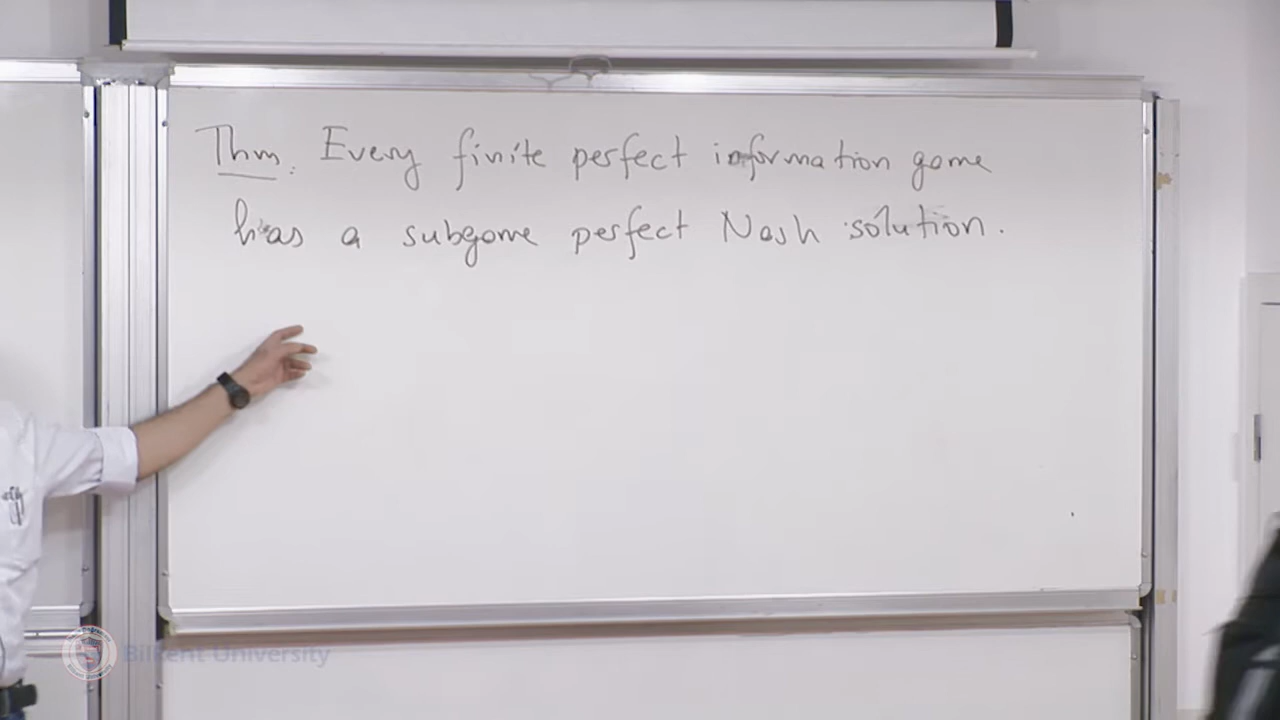 Thm. Every finite perfect information game
has a subgame perfect Nash solution.
Bilkent University